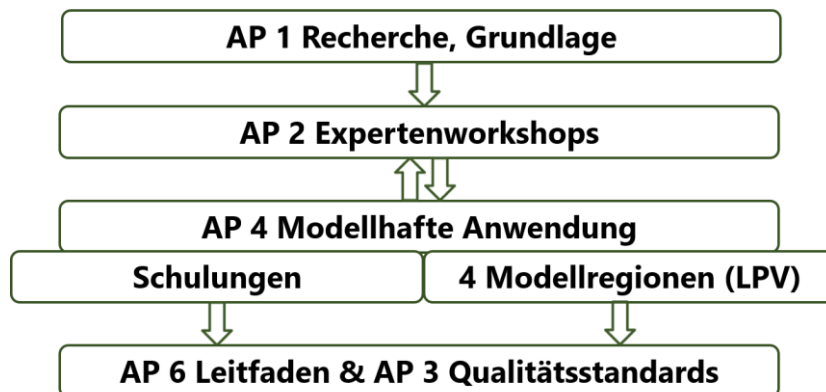 AP 1 Recherche, Grundlage
AP 2 Expertenworkshops
AP 4 Modellhafte Anwendung
Schulungen
4 Modellregionen (LPV)
AP 6 Leitfaden & AP 3 Qualitätsstandards